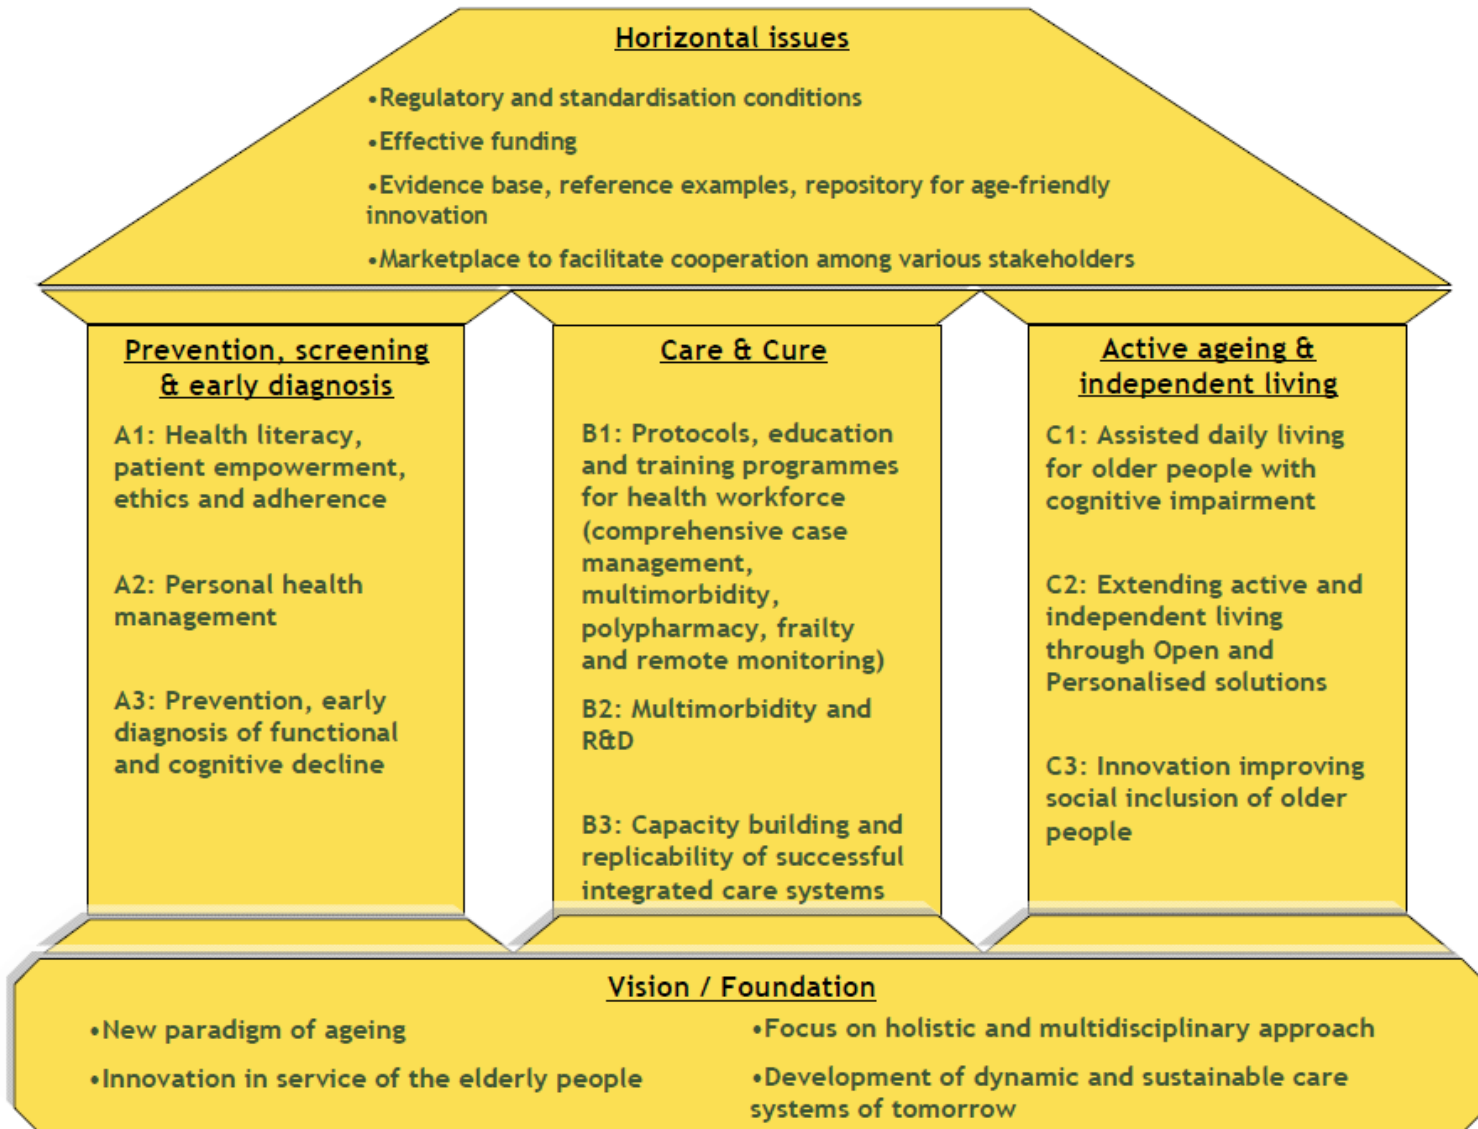 Horizontal issues
•Regulatory and standardisation conditions
•Effective funding
•Evidence base, reference examples, repository for age-friendly
innovation
•Marketplace to facilitate cooperation among various stakeholders
Prevention, screening
& early diagnosis
A1: Health literacy,
patient empowerment,
ethics and adherence
A2: Personal health
management
A3: Prevention, early
diagnosis of functional
and cognitive decline
Care & Cure
B1: Protocols, education
and training programmes
for health workforce
(comprehensive case
management,
multimorbidity,
polypharmacy, frailty
and remote monitoring)
B2: Multimorbidity and
R&D
B3: Capacity building and
replicability of successful
integrated care systems
Active ageing &
independent living
C1: Assisted daily living
for older people with
cognitive impairment
C2: Extending active and
independent living
through Open and
Personalised solutions
C3: Innovation improving
social inclusion of older
people
Vision / Foundation
•New paradigm of ageing
•Innovation in service of the elderly people
•Focus on holistic and multidisciplinary approach
•Development of dynamic and sustainable care
systems of tomorrow